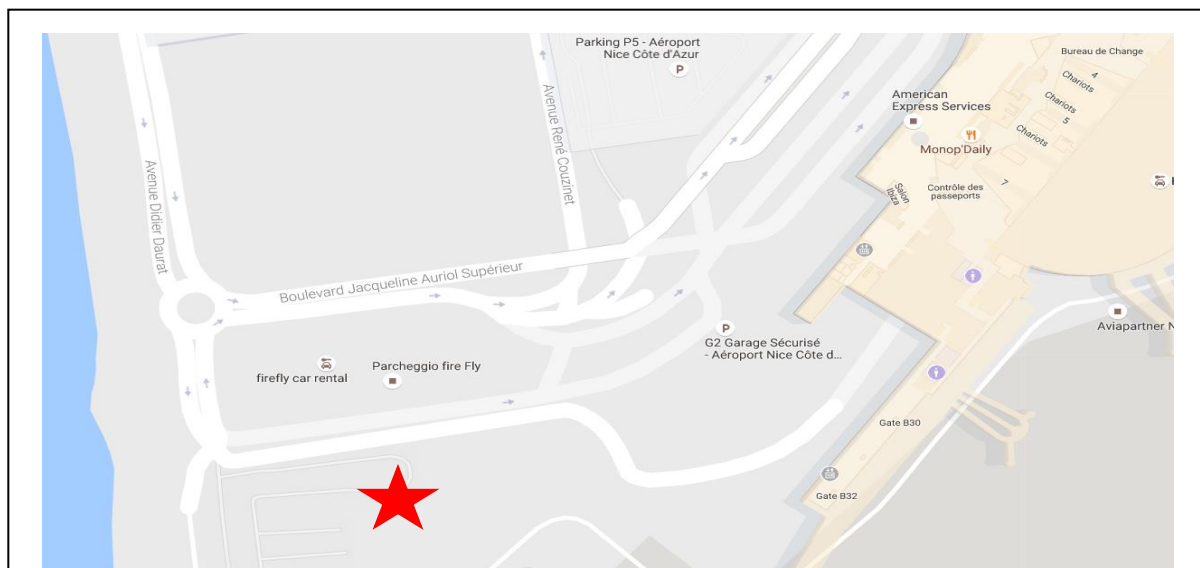 Parking P5 - Aéroport
Nice Côte d'Azur
Bureau de Change
4
Chariots
American
Express Services
Chariots
5
Chariots
Monop'Daily
7
Contrôle des
passeports
Salon
Ibiza
Avenue René Couzinet
Avenue Didier Daurat
Boulevard Jacqueline Auriol Supérieur
Aviapartner N
G2 Garage Sécurisé
- Aéroport Nice Côte d...
firefly car rental
Parcheggio fire Fly
Gate B30
Gate B32